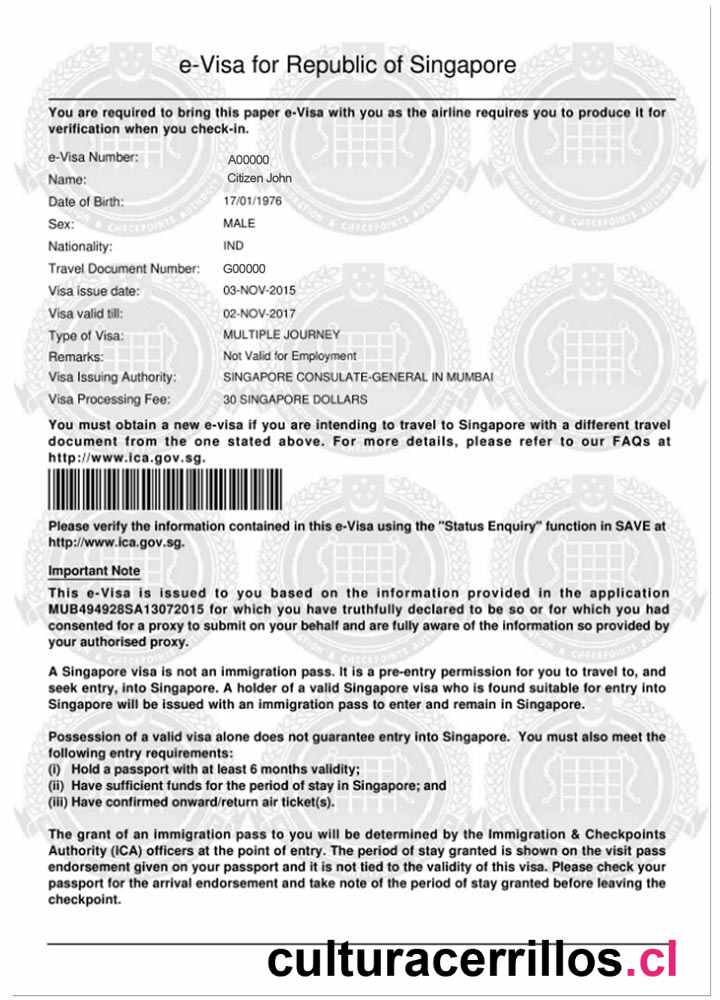 e-Visa for Republic of Singapore
You are required to bring this paper e-Visa with you as the airline requires you to produce it for
verification when you check-in.
e-Visa Number: A00000
Name: Citizen John
Date of Birth: 17/01/1976
Sex: MALE
Nationality: IND
Travel Document Number: G00000
Visa issue date: 03-NOV-2015
Visa valid till: 02-NOV-2017
Type of Visa: MULTIPLE JOURNEY
Remarks: Not Valid for Employment
Visa Issuing Authority: SINGAPORE CONSULATE-GENERAL IN MUMBAI
Visa Processing Fee: 30 SINGAPORE DOLLARS
You must obtain a new e-visa if you are intending to travel to Singapore with a different travel
document from the one stated above. For more details, please refer to our FAQs at
http://www.ica.gov.sg.
Please verify the information contained in this e-Visa using the "Status Enquiry" function in SAVE at
http://www.ica.gov.sg.
Important Note
This e-Visa is issued to you based on the information provided in the application
MUB494928SA13072015 for which you have truthfully declared to be so or for which you had
consented for a proxy to submit on your behalf and are fully aware of the information so provided by
your authorised proxy.
A Singapore visa is not an immigration pass. It is a pre-entry permission for you to travel to, and
seek entry, into Singapore. A holder of a valid Singapore visa who is found suitable for entry into
Singapore will be issued with an immigration pass to enter and remain in Singapore.
Possession of a valid visa alone does not guarantee entry into Singapore. You must also meet the
following entry requirements:
(i) Hold a passport with at least 6 months validity;
(ii) Have sufficient funds for the period of stay in Singapore; and
(iii) Have confirmed onward/return air ticket(s).
The grant of an immigration pass to you will be determined by the Immigration & Checkpoints
Authority (ICA) officers at the point of entry. The period of stay granted is shown on the visit pass
endorsement given on your passport and it is not tied to the validity of this visa. Please check your
passport for the arrival endorsement and take note of the period of stay granted before leaving the
checkpoint.
culturacerrillos.cl